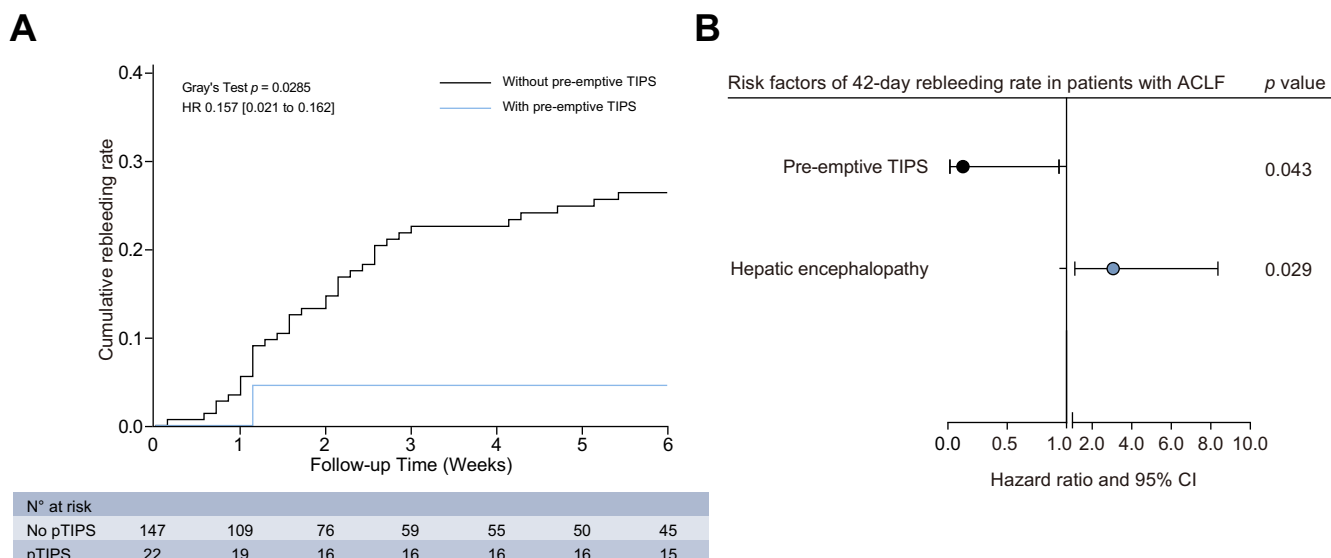 A
0.4
0.3
0.2
0.1
0.0
Cumulative rebleeding rate
Gray's Test p = 0.0285
HR 0.157 [0.021 to 0.162]
Without pre-emptive TIPS
With pre-emptive TIPS
0 1 2 3 4 5 6
Follow-up Time (Weeks)
N° at risk
No pTIPS 147 109 76 59 55 50 45
pTIPS 22 19 16 16 16 16 15
B
Risk factors of 42-day rebleeding rate in patients with ACLF p value
Pre-emptive TIPS 0.043
Hepatic encephalopathy 0.029
0.0 0.5 1.0 2.0 4.0 6.0 8.0 10.0
Hazard ratio and 95% CI